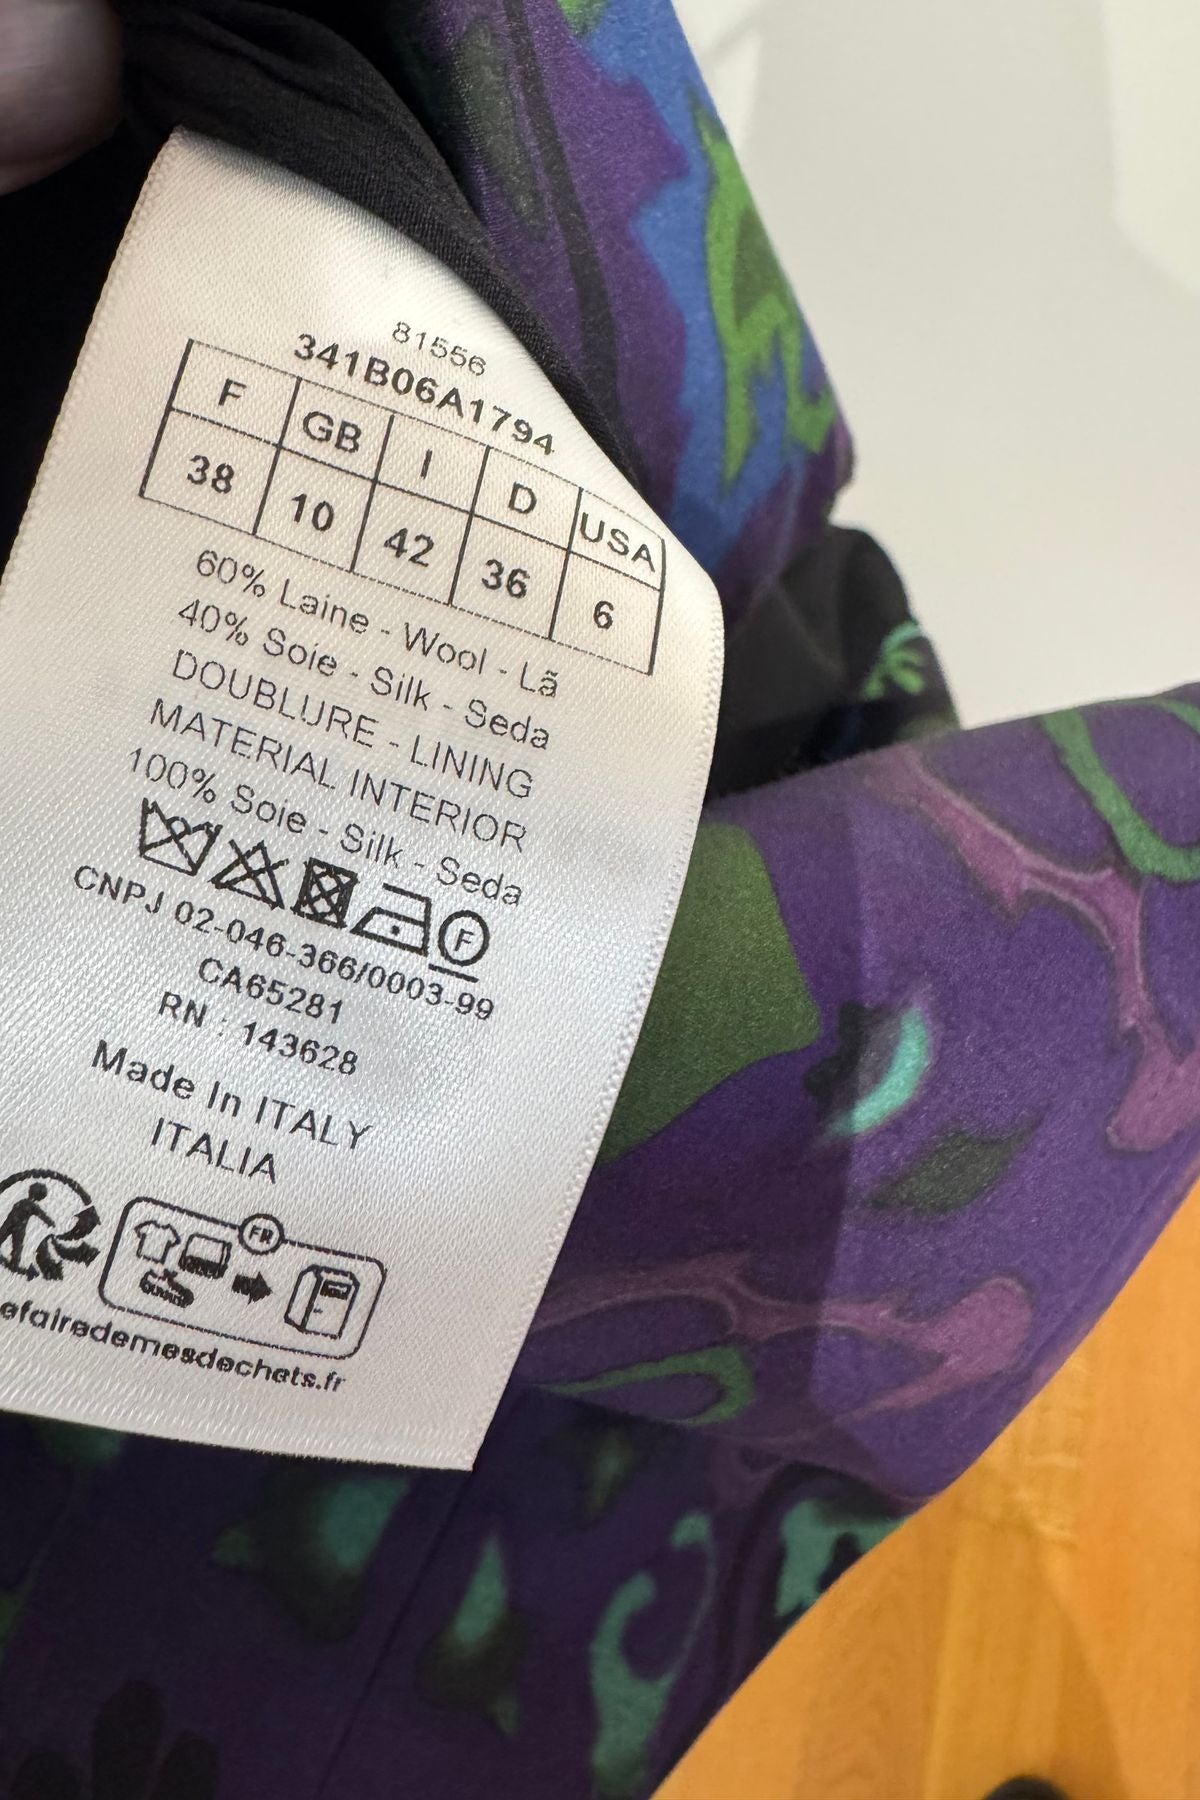 81556
341B06A1794
F GB I D USA
38 10 42 36 6
60% Laine - Wool - Lã
40% Soie - Silk - Seda
DOUBLURE - LINING
MATERIAL INTERIOR
100% Soie - Silk - Seda
F
CNPJ 02-046-366/0003-99
CA65281
RN : 143628
Made In ITALY
ITALIA
FR
efairedemesdechets.fr